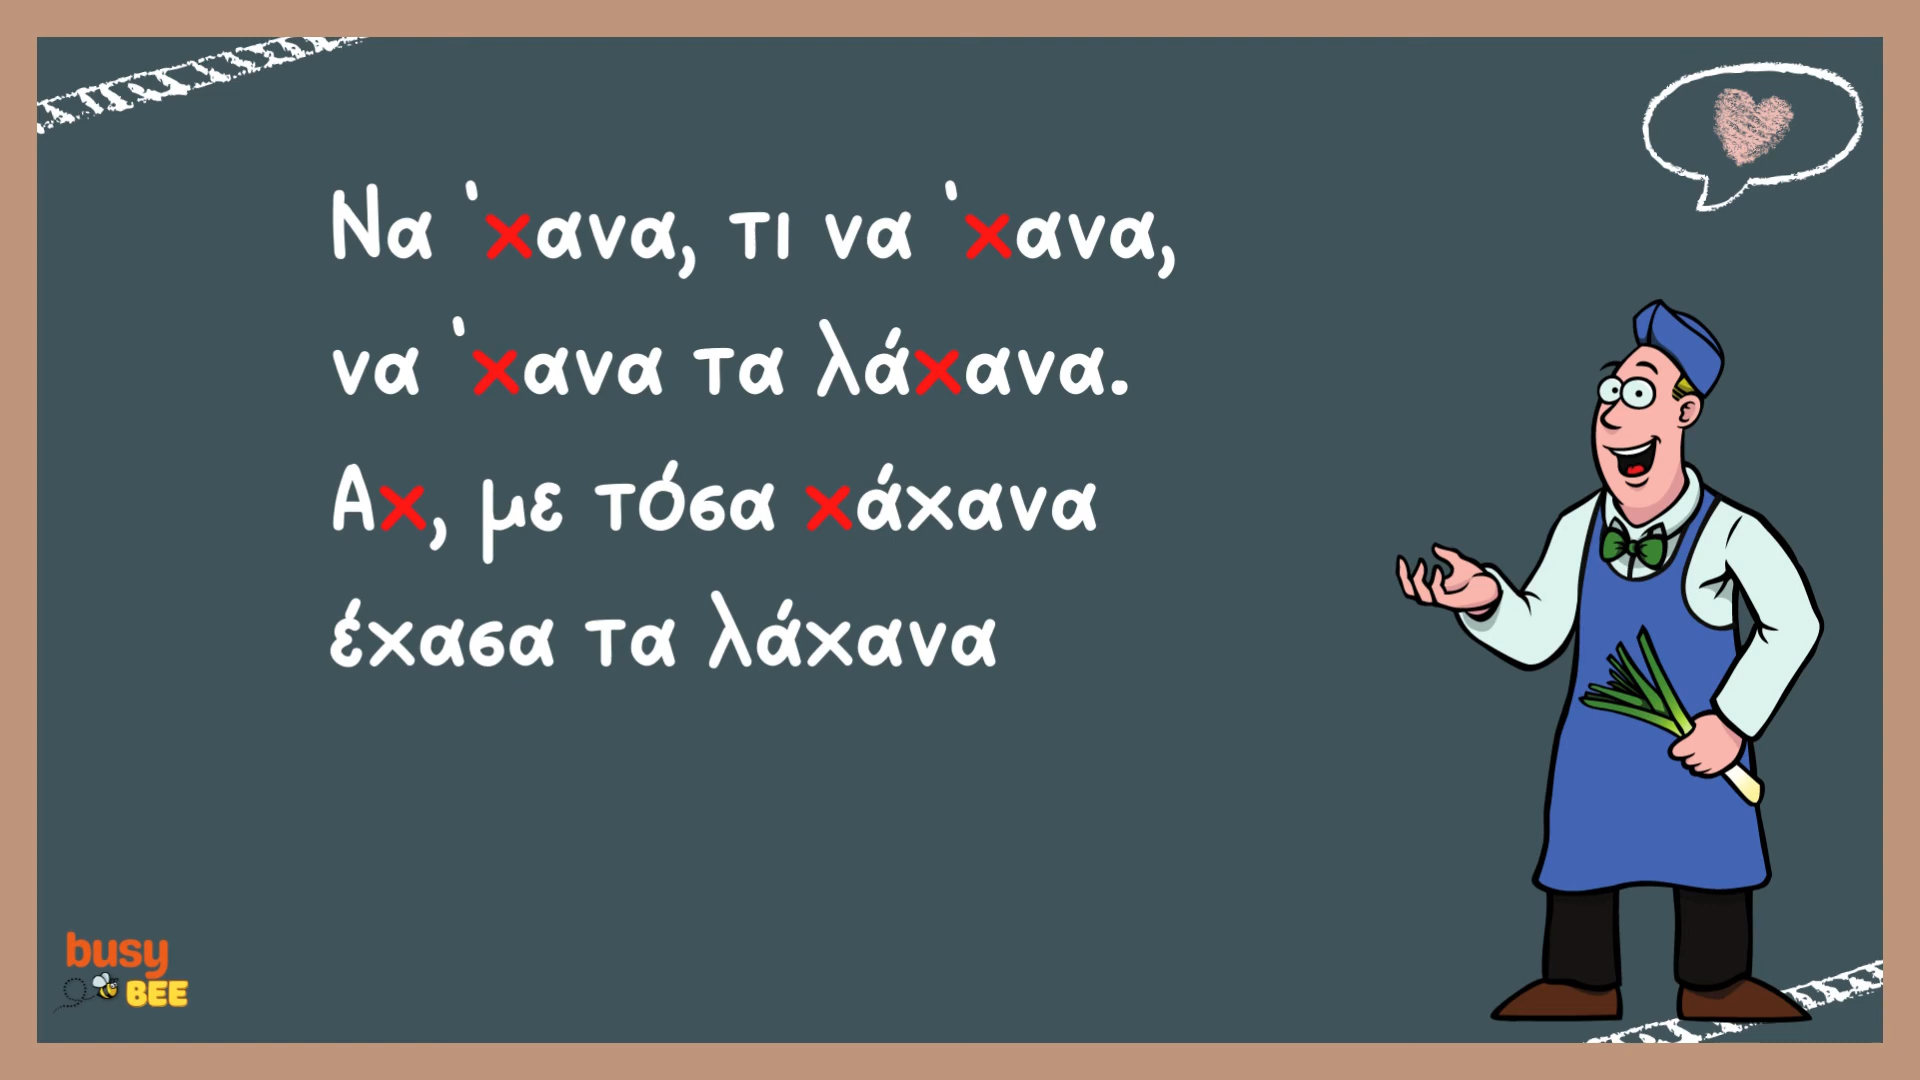 Να 'χανα, τι να 'χανα,
να 'χανα τα λάχανα.
Αχ, με τόσα χάχανα
έχασα τα λάχανα
busy
BEE